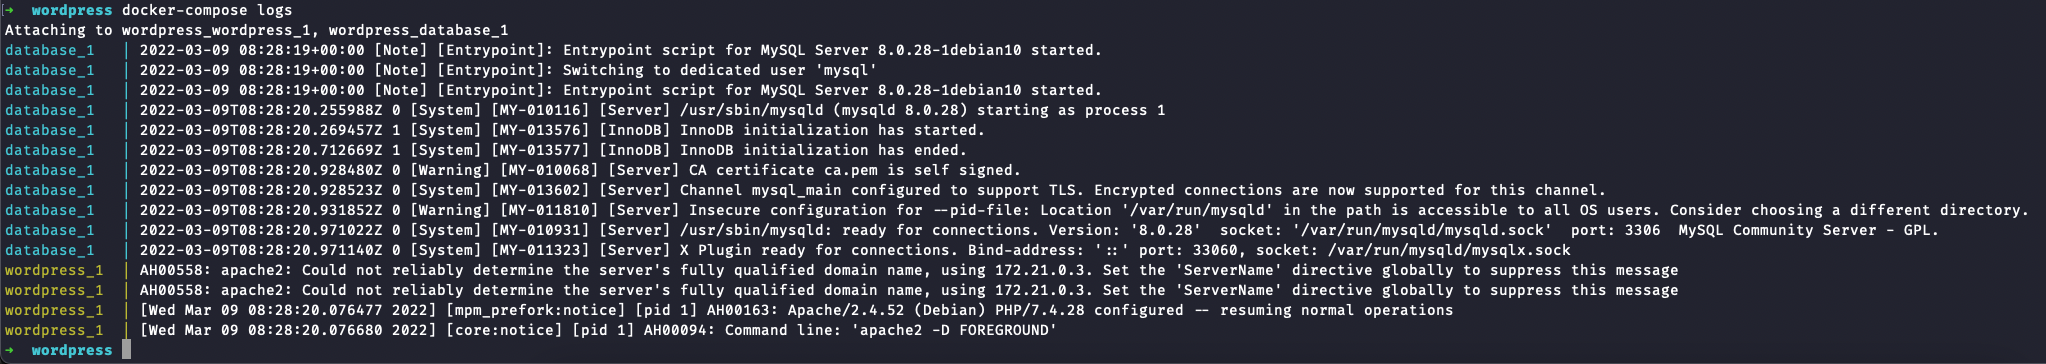 → wordpress docker-compose logs
Attaching to wordpress_wordpress_1, wordpress_database_1
database_1 | 2022-03-09 08:28:19+00:00 [Note] [Entrypoint]: Entrypoint script for MySQL Server 8.0.28-1debian10 started.
database_1 | 2022-03-09 08:28:19+00:00 [Note] [Entrypoint]: Switching to dedicated user 'mysql'
database_1 | 2022-03-09 08:28:19+00:00 [Note] [Entrypoint]: Entrypoint script for MySQL Server 8.0.28-1debian10 started.
database_1 | 2022-03-09T08:28:20.255988Z 0 [System] [MY-010116] [Server] /usr/sbin/mysqld (mysqld 8.0.28) starting as process 1
database_1 | 2022-03-09T08:28:20.269457Z 1 [System] [MY-013576] [InnoDB] InnoDB initialization has started.
database_1 | 2022-03-09T08:28:20.712669Z 1 [System] [MY-013577] [InnoDB] InnoDB initialization has ended.
database_1 | 2022-03-09T08:28:20.928480Z 0 [Warning] [MY-010068] [Server] CA certificate ca.pem is self signed.
database_1 | 2022-03-09T08:28:20.928523Z 0 [System] [MY-013602] [Server] Channel mysql_main configured to support TLS. Encrypted connections are now supported for this channel.
database_1 | 2022-03-09T08:28:20.931852Z 0 [Warning] [MY-011810] [Server] Insecure configuration for --pid-file: Location '/var/run/mysqld' in the path is accessible to all OS users. Consider choosing a different directory.
database_1 | 2022-03-09T08:28:20.971022Z 0 [System] [MY-010931] [Server] /usr/sbin/mysqld: ready for connections. Version: '8.0.28'  socket: '/var/run/mysqld/mysqld.sock'  port: 3306  MySQL Community Server - GPL.
database_1 | 2022-03-09T08:28:20.971140Z 0 [System] [MY-011323] [Server] X Plugin ready for connections. Bind-address: '::' port: 33060, socket: /var/run/mysqld/mysqlx.sock
wordpress_1 | AH00558: apache2: Could not reliably determine the server's fully qualified domain name, using 172.21.0.3. Set the 'ServerName' directive globally to suppress this message
wordpress_1 | AH00558: apache2: Could not reliably determine the server's fully qualified domain name, using 172.21.0.3. Set the 'ServerName' directive globally to suppress this message
wordpress_1 | [Wed Mar 09 08:28:20.076477 2022] [mpm_prefork:notice] [pid 1] AH00163: Apache/2.4.52 (Debian) PHP/7.4.28 configured -- resuming normal operations
wordpress_1 | [Wed Mar 09 08:28:20.076680 2022] [core:notice] [pid 1] AH00094: Command line: 'apache2 -D FOREGROUND'
→ wordpress